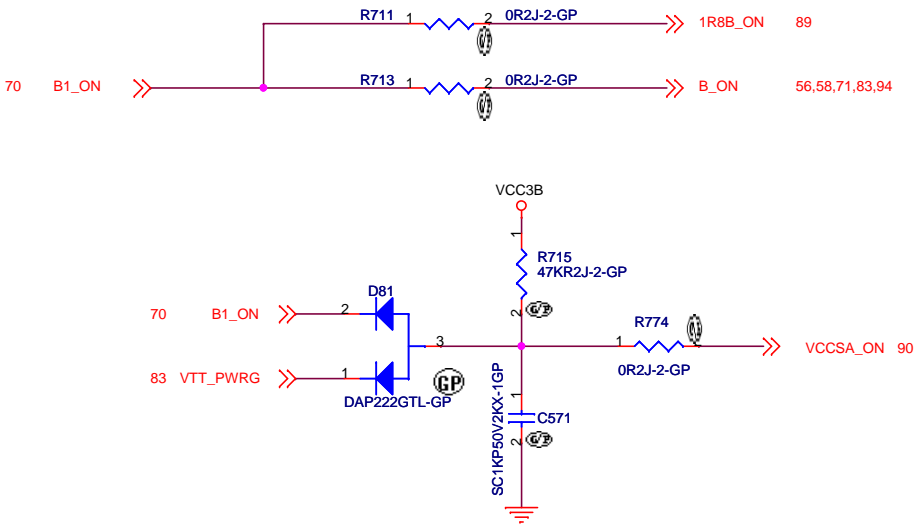 R711 1 2 0R2J-2-GP 1R8B_ON 89
G/P
70 B1_ON R713 1 2 0R2J-2-GP B_ON 56,58,71,83,94
G/P
VCC3B
1
R715
47KR2J-2-GP
2 G/P
D81
70 B1_ON 2
3
R774
1 G/P
VCCSA_ON 90
0R2J-2-GP
83 VTT_PWRG 1
GP
DAP222GTL-GP
SC1KP50V2KX-1GP
1
C571
2 G/P